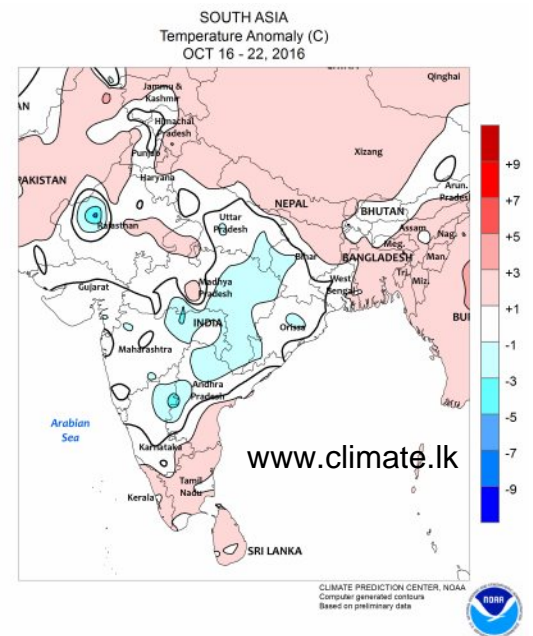 SOUTH ASIA
Temperature Anomaly (C)
OCT 16 - 22, 2016
Qinghai
Jammu &
Kashmir
Himachal
Pradesh
Punjab
Xizang
PAKISTAN
Haryana
NEPAL
BHUTAN
Arun.
Pradesh
Rajasthan
Uttar
Pradesh
Assam
Nag.
Bihar
BANGLADESH
Meg.
Man.
Tri.
Miz.
Gujarat
Madhya
Pradesh
West
Bengal
INDIA
Orissa
Maharashtra
Andhra
Pradesh
Arabian
Sea
Karnataka
www.climate.lk
Kerala
Tamil
Nadu
SRI LANKA
+9
+7
+5
+3
+1
-1
-3
-5
-7
-9
CLIMATE PREDICTION CENTER, NOAA
Computer generated contours
Based on preliminary data
NOAA